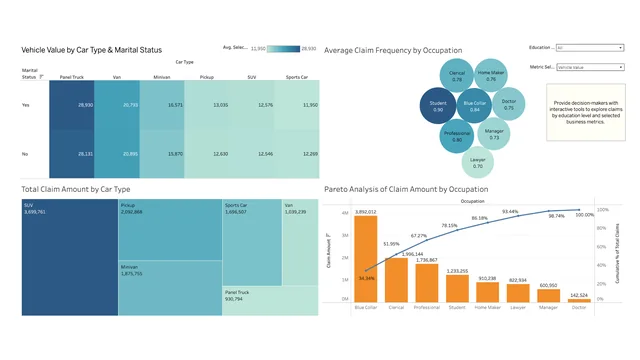 Vehicle Value by Car Type & Marital Status
Avg. Selec...
11,950
28,930
Car Type
Marital
Status
Panel Truck
Van
Minivan
Pickup
SUV
Sports Car
Yes
28,930
20,755
16,571
13,035
12,576
11,950
No
28,131
20,895
15,870
12,630
12,546
12,269
Average Claim Frequency by Occupation
Clerical
0.78
Home Maker
0.76
Student
0.90
Blue Collar
0.84
Doctor
0.75
Professional
0.80
Manager
0.73
Lawyer
0.70
Education ...
All
Metric Sel...
Vehicle Value
Provide decision-makers with
interactive tools to explore claims
by education level and selected
business metrics.
Total Claim Amount by Car Type
SUV
3,699,761
Pickup
2,092,868
Minivan
1,875,755
Sports Car
1,698,507
Van
1,039,239
Panel Truck
930,794
Pareto Analysis of Claim Amount by Occupation
Occupation
Claim Amount
4M
3M
2M
1M
0M
3,892,012
1,996,144
1,736,867
1,233,255
910,238
822,934
600,950
142,524
34.34%
51.95%
67.27%
78.15%
86.18%
93.44%
98.74%
100.00%
100%
80%
60%
40%
20%
0%
Cumulative % of Total Claims
Blue Collar
Clerical
Professional
Student
Home Maker
Lawyer
Manager
Doctor